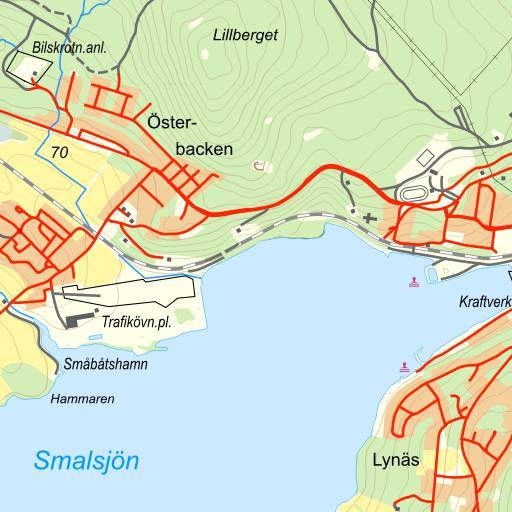 Lillberget
Bilskrotn.anl.
Öster-
backen
70
Kraftverk
Trafikövn.pl.
Småbåtshamn
Hammaren
Smalsjön
Lynäs